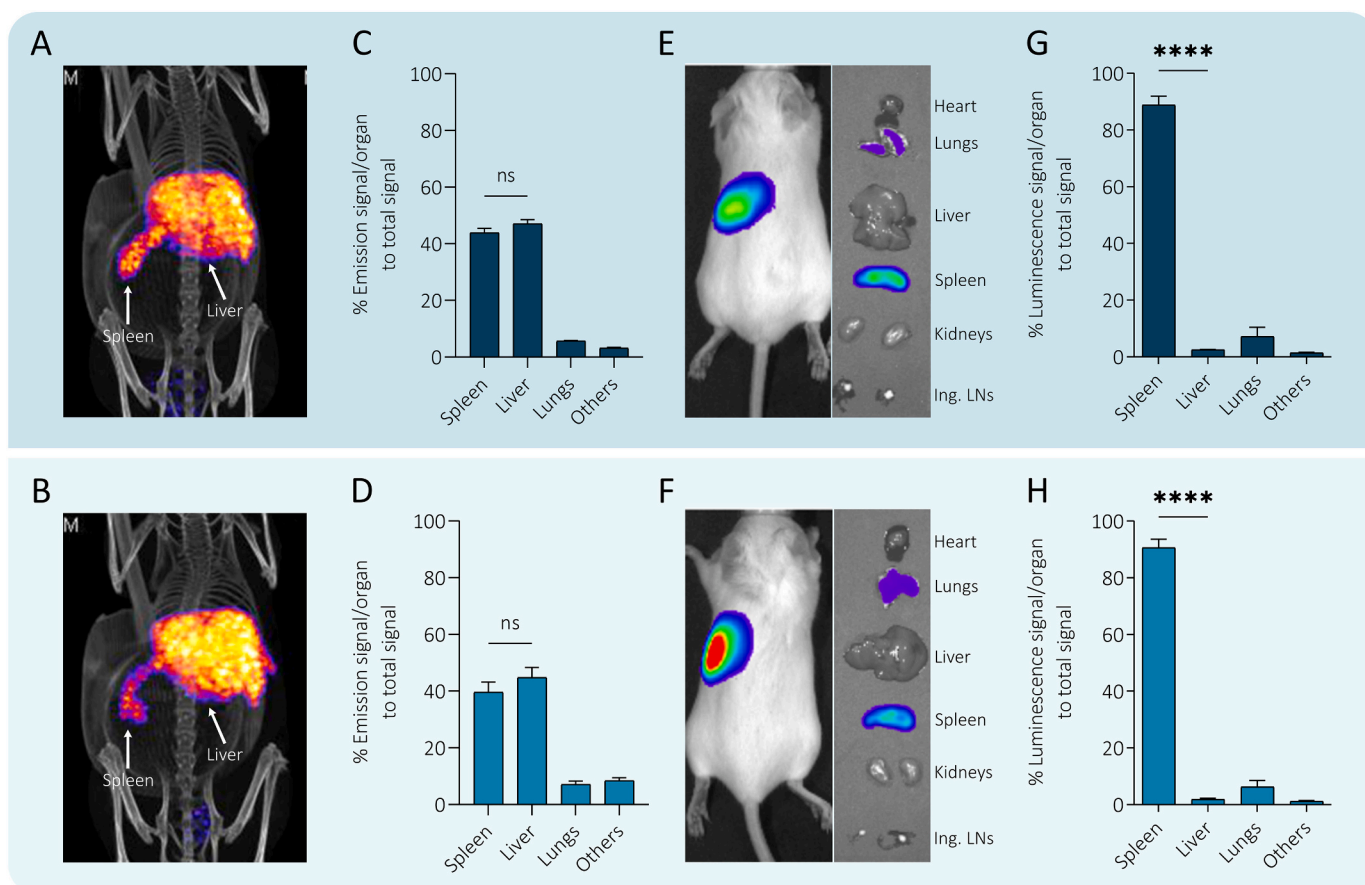 A
M
Spleen
Liver
C
% Emission signal/organ
to total signal
100
80
60
40
20
0
ns
Spleen
Liver
Lungs
Others
E
Heart
Lungs
Liver
Spleen
Kidneys
Ing. LNs
G
% Luminescence signal/organ
to total signal
100
80
60
40
20
0
****
Spleen
Liver
Lungs
Others
B
M
Spleen
Liver
D
% Emission signal/organ
to total signal
100
80
60
40
20
0
ns
Spleen
Liver
Lungs
Others
F
Heart
Lungs
Liver
Spleen
Kidneys
Ing. LNs
H
% Luminescence signal/organ
to total signal
100
80
60
40
20
0
****
Spleen
Liver
Lungs
Others